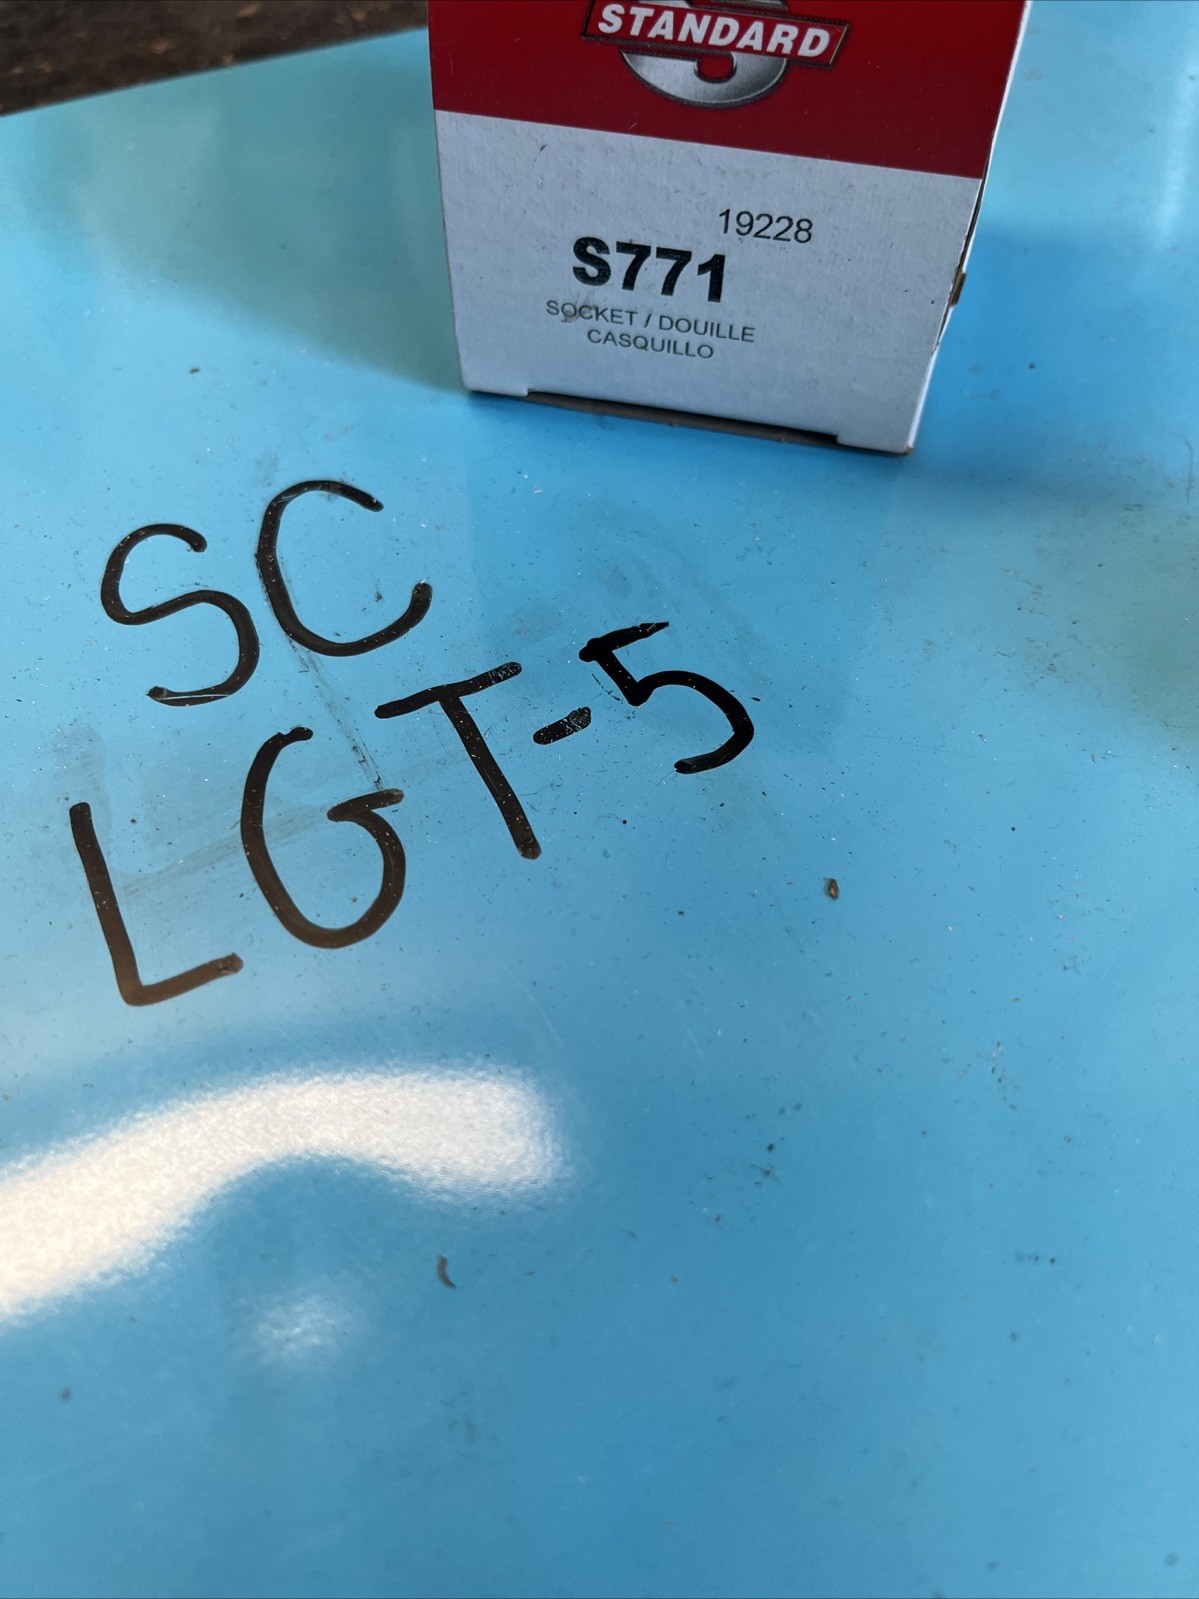 STANDARD
19228
S771
SOCKET / DOUILLE
CASQUILLO
SC
LGT-5